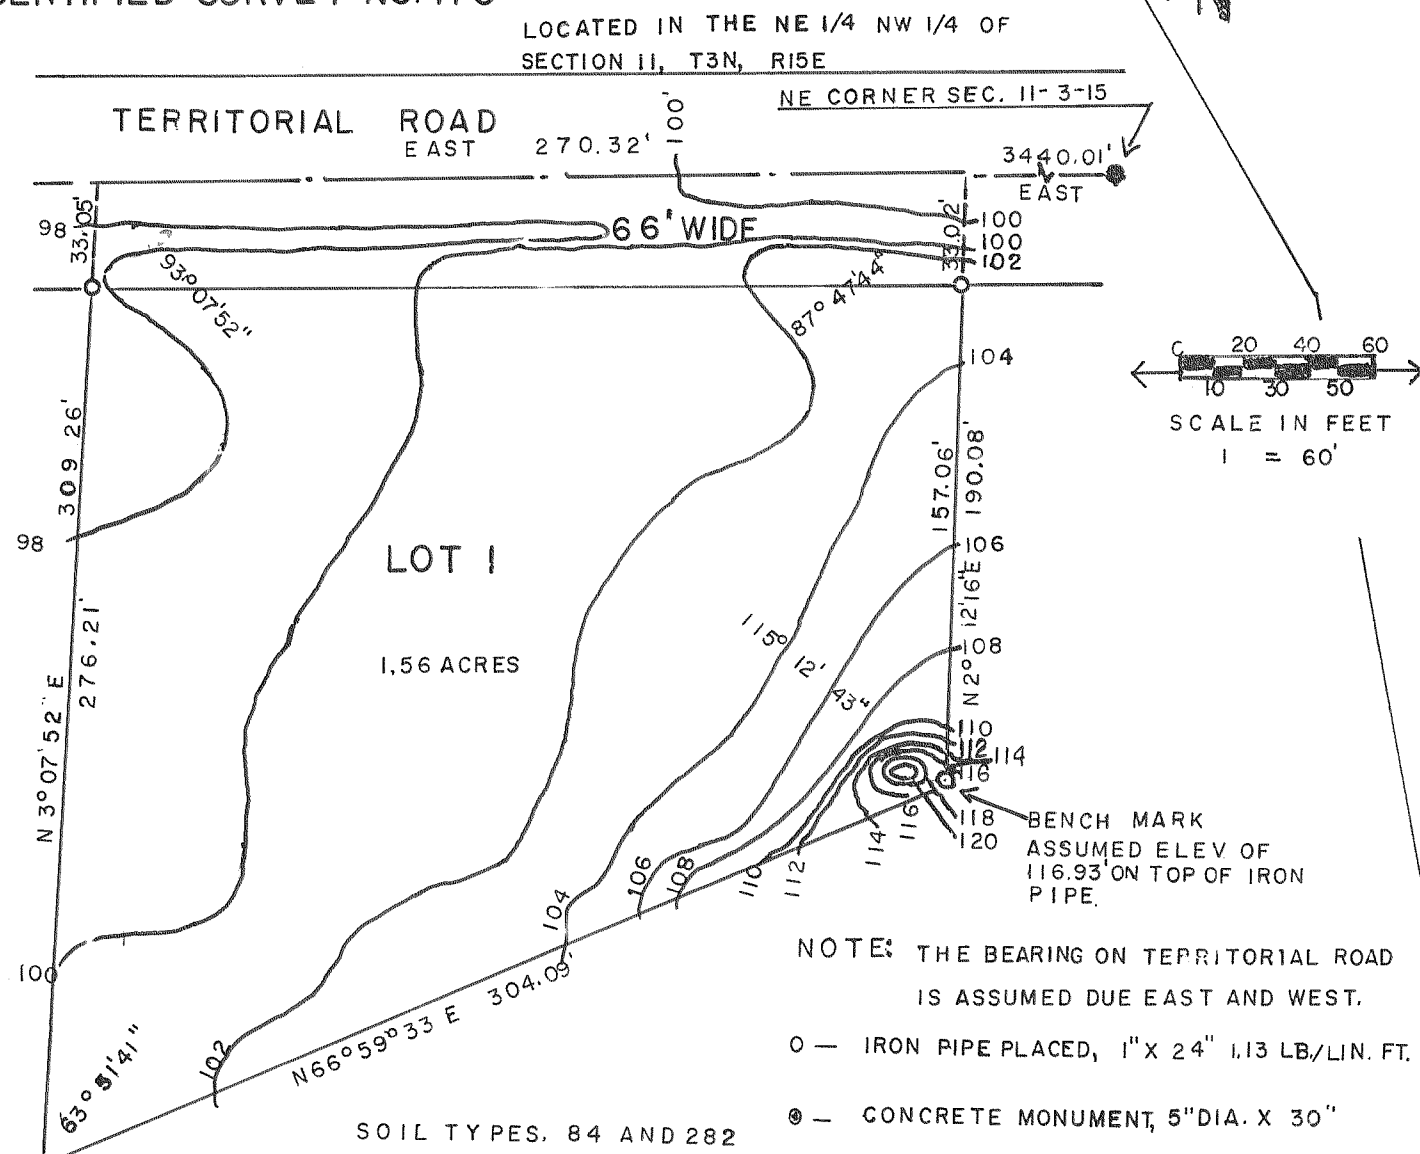 LOCATED IN THE NE 1/4 NW 1/4 OF
SECTION 11, T3N, R15E
NE CORNER SEC. 11-3-15
TERRITORIAL ROAD
EAST 270.32' 100'
3440.01'
EAST
98
33.05'
66' WIDE
33.02'
100
100
102
93°07'52"
87°47'44"
104
0 20 40 60
10 30 50
SCALE IN FEET
1 = 60'
309 26'
157.06'
190.08'
98
LOT 1
106
276.21'
1,56 ACRES
115° 12' 43"
N 2° 12'16"E
108
N 3°07'52" E
110
112
114
116
118
120
114
116
BENCH MARK
ASSUMED ELEV OF
116.93' ON TOP OF IRON
PIPE.
106
108
110
112
104
100
NOTE: THE BEARING ON TERRITORIAL ROAD
IS ASSUMED DUE EAST AND WEST.
N66°59°33 E 304.09'
102
63°51'41"
O — IRON PIPE PLACED, 1" X 24" 1.13 LB./LIN. FT.
— CONCRETE MONUMENT, 5" DIA. X 30"
SOIL TYPES. 84 AND 282